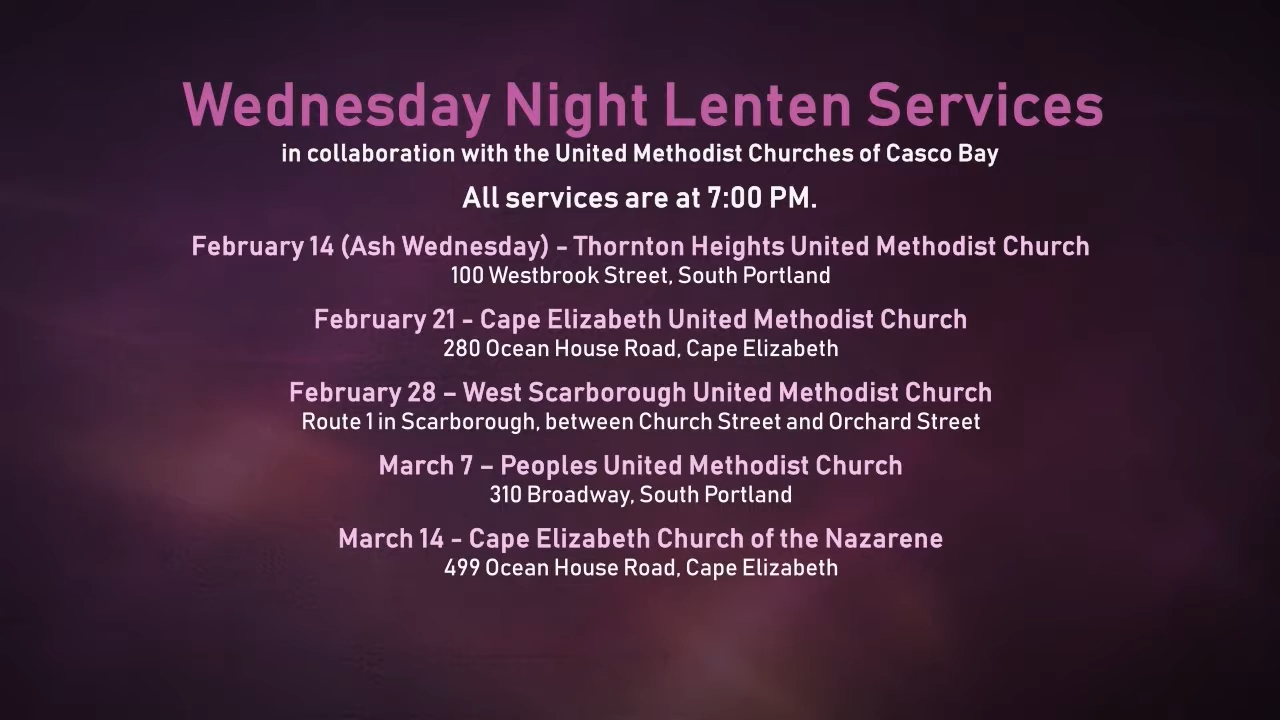 Wednesday Night Lenten Services
in collaboration with the United Methodist Churches of Casco Bay
All services are at 7:00 PM.
February 14 (Ash Wednesday) - Thornton Heights United Methodist Church
100 Westbrook Street, South Portland
February 21 - Cape Elizabeth United Methodist Church
280 Ocean House Road, Cape Elizabeth
February 28 – West Scarborough United Methodist Church
Route 1 in Scarborough, between Church Street and Orchard Street
March 7 – Peoples United Methodist Church
310 Broadway, South Portland
March 14 - Cape Elizabeth Church of the Nazarene
499 Ocean House Road, Cape Elizabeth